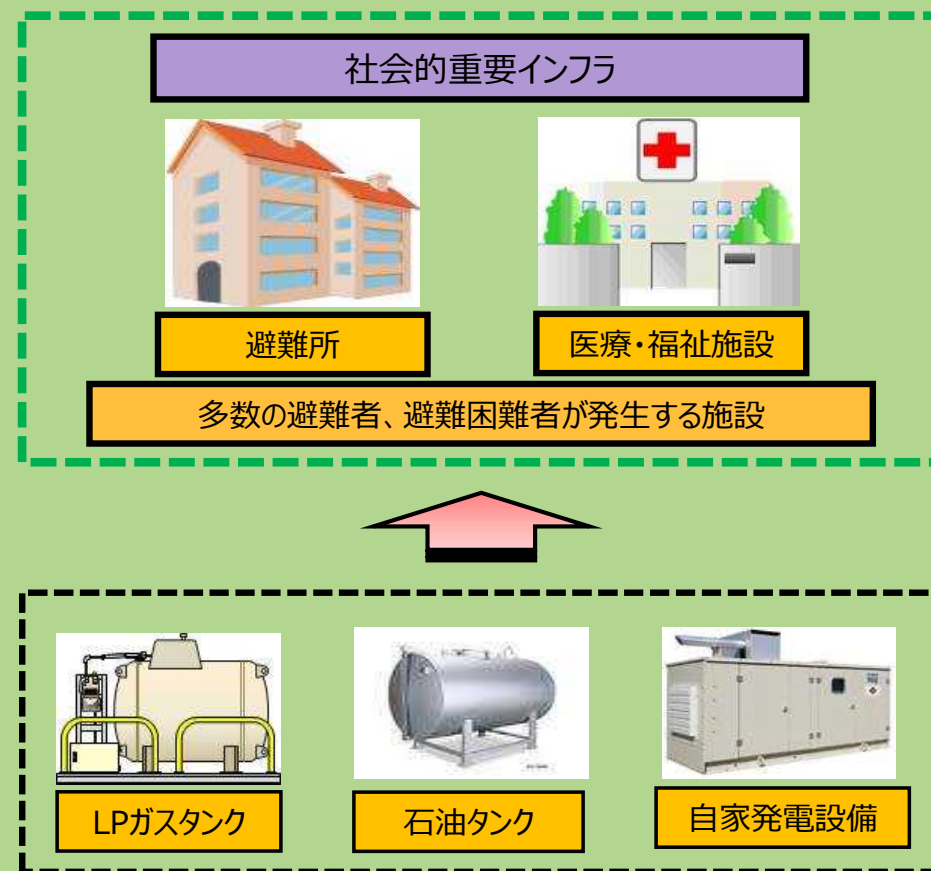 社会的重要インフラ
避難所
医療・福祉施設
多数の避難者、避難困難者が発生する施設
LPガスタンク
石油タンク
自家発電設備